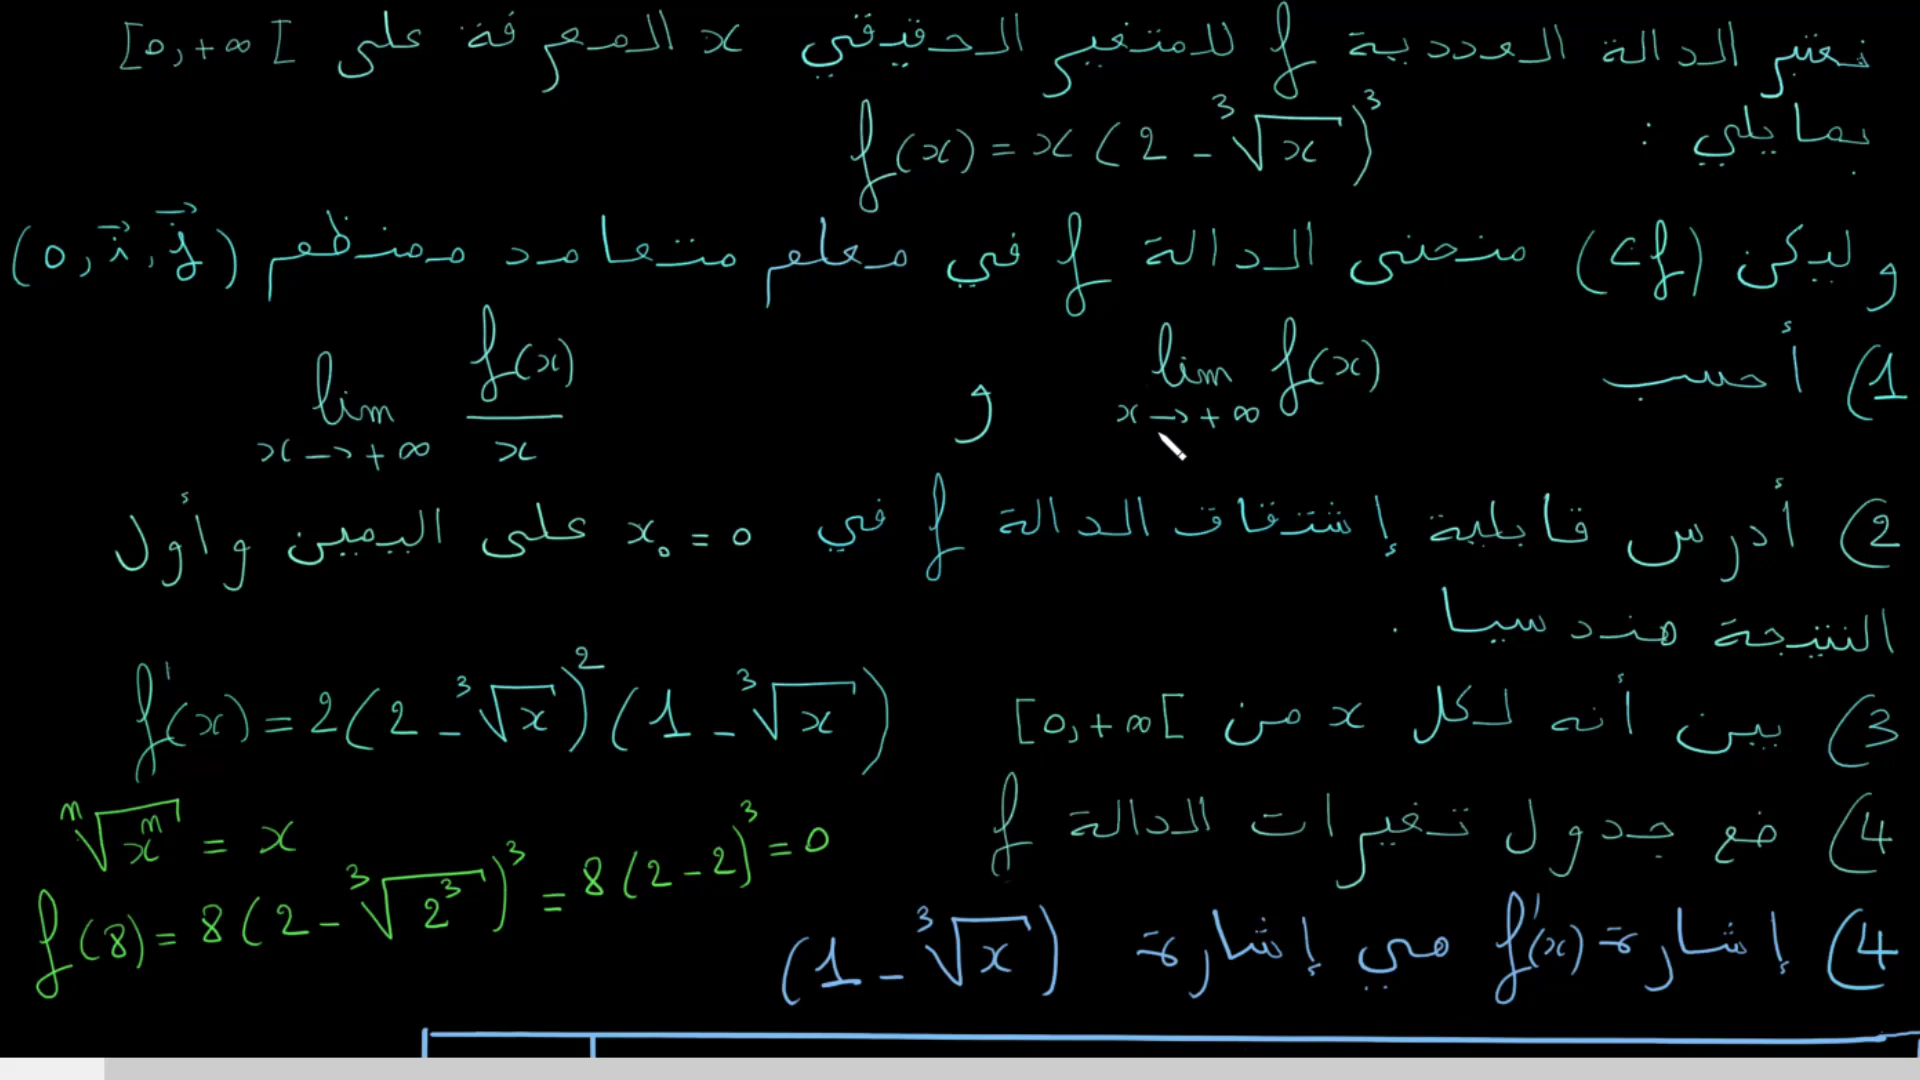 نعتبر الدالة العددية f للمتغير الحقيقي x المعرفة على [0,+∞[
بما يلي : f(x) = x(2 - ∛x)³
و ليكن (Cf) منحنى الدالة f في معلم متعامد ممنظم (0, i⃗, j⃗)
1) أحسب lim x→+∞ f(x) و lim x→+∞ f(x)/x
2) أدرس قابلية إشتقاق الدالة f في x₀ = 0 على اليمين و أول
النتيجة هندسيا .
3) بين أنه لكل x من [0,+∞[ f'(x) = 2(2 - ∛x)²(1 - ∛x)
4) ضع جدول تغيرات الدالة f
ⁿ√xⁿ = x
f(8) = 8(2 - ∛2³)³ = 8(2-2)³ = 0
4) إشارة f'(x) هي إشارة (1 - ∛x)